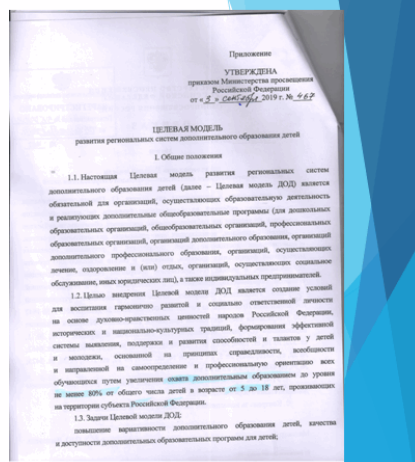 Приложение
УТВЕРЖДЕНА
приказом Министерства просвещения
Российской Федерации
от « 3 » сентября 2019 г. № 467
ЦЕЛЕВАЯ МОДЕЛЬ
развития региональных систем дополнительного образования детей
I. Общие положения
1.1. Настоящая Целевая модель развития региональных систем
дополнительного образования детей (далее – Целевая модель ДОД) является
обязательной для организаций, осуществляющих образовательную деятельность
и реализующих дополнительные общеобразовательные программы (для дошкольных
образовательных организаций, общеобразовательных организаций, профессиональных
образовательных организаций, организаций дополнительного образования, организаций
дополнительного профессионального образования, организаций, осуществляющих
лечение, оздоровление и (или) отдых, организаций, осуществляющих социальное
обслуживание, иных юридических лиц), а также индивидуальных предпринимателей.
1.2. Целью внедрения Целевой модели ДОД является создание условий
для воспитания гармонично развитой и социально ответственной личности
на основе духовно-нравственных ценностей народов Российской Федерации,
исторических и национально-культурных традиций, формирования эффективной
системы выявления, поддержки и развития способностей и талантов у детей
и молодежи, основанной на принципах справедливости, всеобщности
и направленной на самоопределение и профессиональную ориентацию всех
обучающихся путем увеличения охвата дополнительным образованием до уровня
не менее 80% от общего числа детей в возрасте от 5 до 18 лет, проживающих
на территории субъекта Российской Федерации.
1.3. Задачи Целевой модели ДОД:
повышение вариативности дополнительного образования детей, качества
и доступности дополнительных образовательных программ для детей;